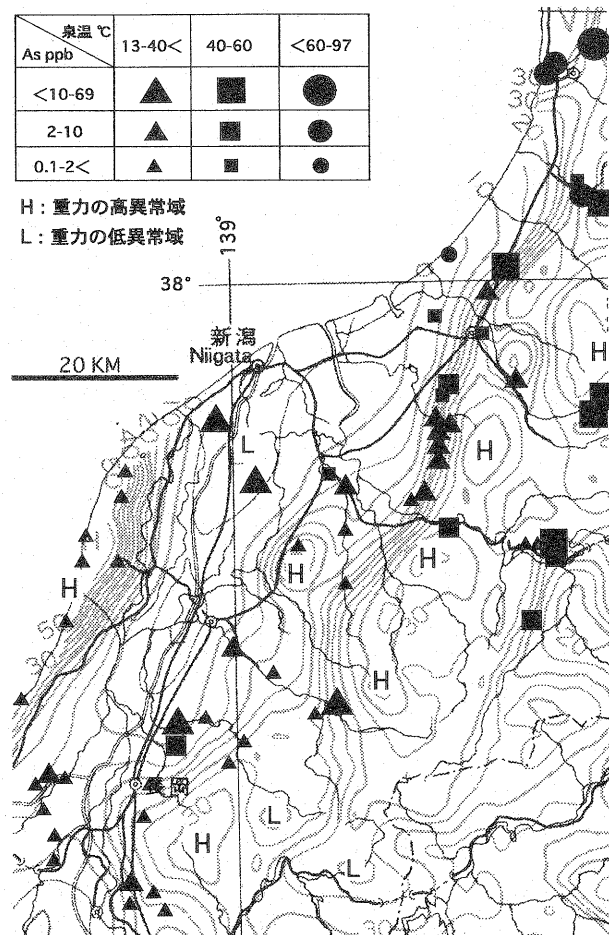 泉温 ℃
As ppb
13-40< 40-60 <60-97
<10-69
2-10
0.1-2<
H : 重力の高異常域
L : 重力の低異常域
139°
38°
新潟
Niigata
20 KM
H
L
H
H
H
H
H
長岡
L
H
L